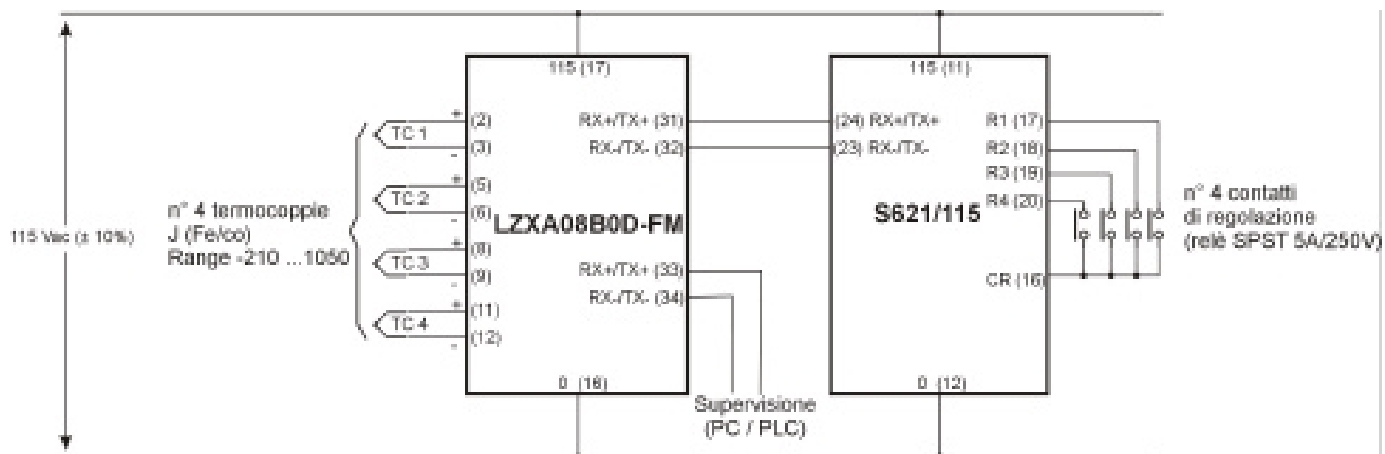 115 Vac (± 10%)
n° 4 termocoppie
J (Fe/co)
Range -210 ...1050
TC 1
TC 2
TC 3
TC 4
+
-
+
-
+
-
+
-
115 (17)
(2)
(3)
(5)
(6)
(8)
(9)
(11)
(12)
RX+/TX+ (31)
RX-/TX- (32)
LZXA08B0D-FM
RX+/TX+ (33)
RX-/TX- (34)
0 (16)
Supervisione
(PC / PLC)
115 (11)
(24) RX+/TX+
(23) RX-/TX-
R1 (17)
R2 (18)
R3 (19)
R4 (20)
S621/115
CR (16)
0 (12)
n° 4 contatti
di regolazione
(relè SPST 5A/250V)